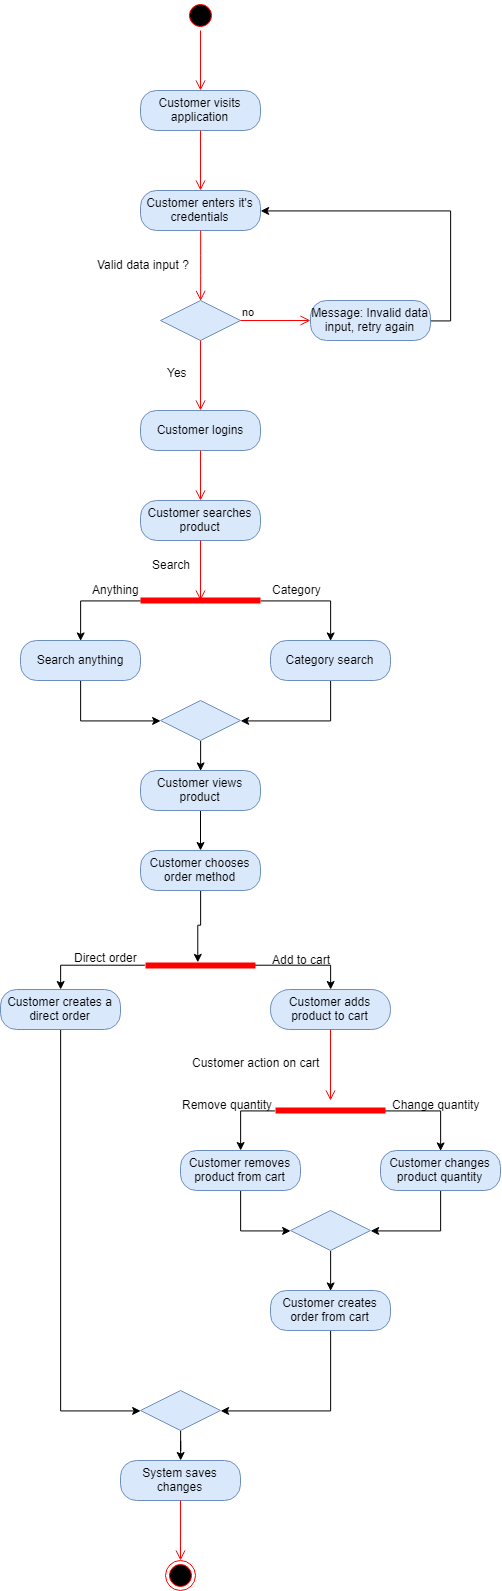 Customer visits
application
Customer enters it's
credentials
Valid data input ?
no
Message: Invalid data
input, retry again
Yes
Customer logins
Customer searches
product
Search
Anything
Category
Search anything
Category search
Customer views
product
Customer chooses
order method
Direct order
Add to cart
Customer creates a
direct order
Customer adds
product to cart
Customer action on cart
Remove quantity
Change quantity
Customer removes
product from cart
Customer changes
product quantity
Customer creates
order from cart
System saves
changes